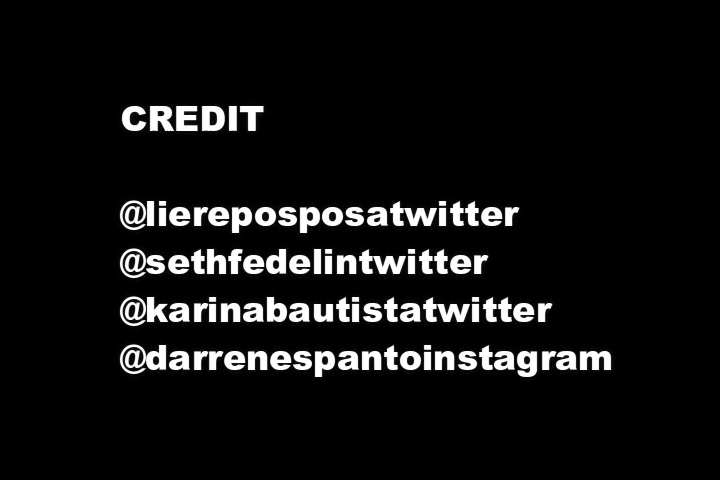 CREDIT
@liereposposatwitter
@sethfedelintwitter
@karinabautistatwitter
@darrenespantoinstagram